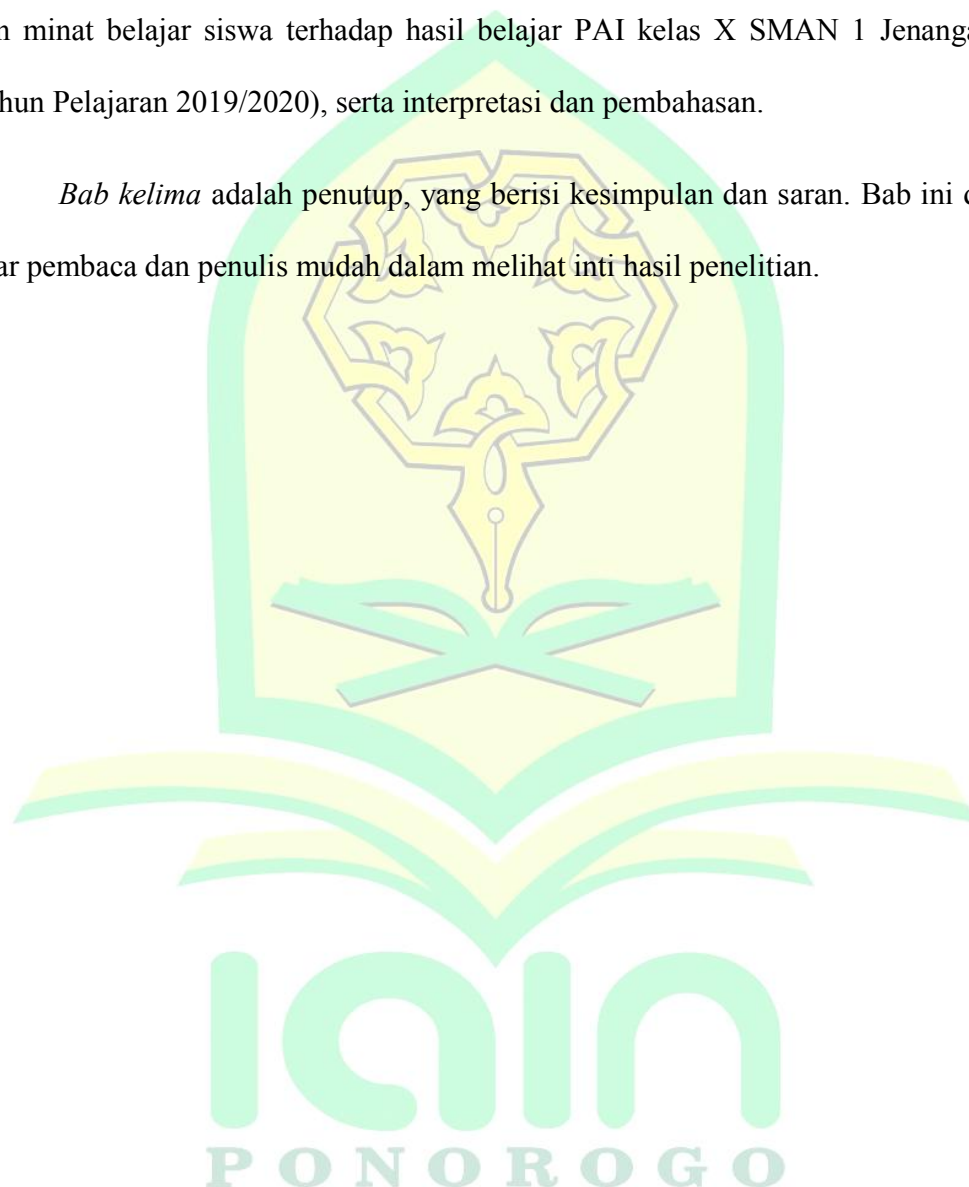 n minat belajar siswa terhadap hasil belajar PAI kelas X SMAN 1 Jenanga
hun Pelajaran 2019/2020), serta interpretasi dan pembahasan.
Bab kelima adalah penutup, yang berisi kesimpulan dan saran. Bab ini d
ar pembaca dan penulis mudah dalam melihat inti hasil penelitian.
iain
PONOROGO